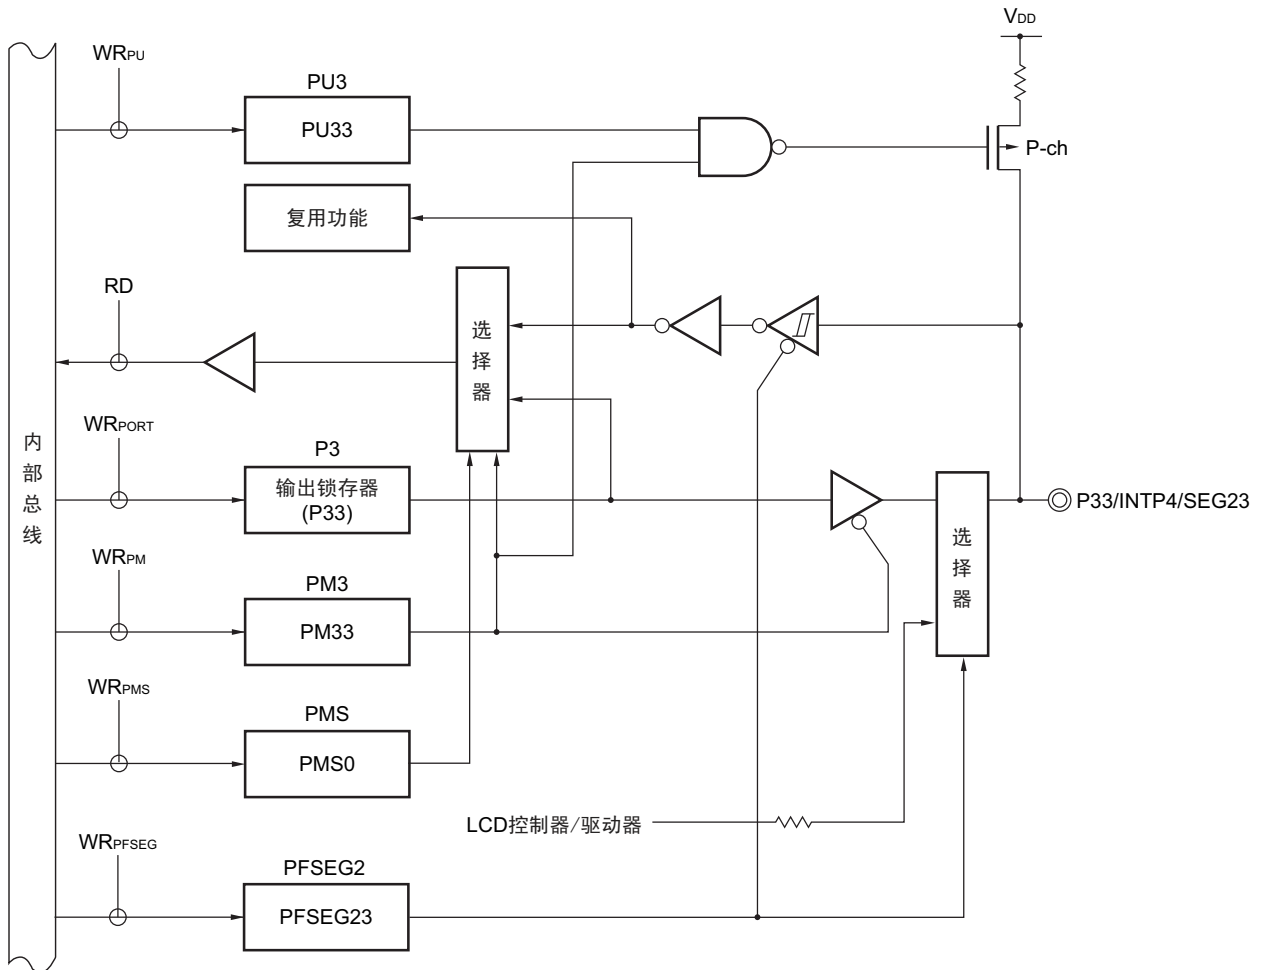 VDD
WRPU
PU3
PU33
P-ch
复用功能
RD
选择器
WRPORT
内部总线
P3
输出锁存器
(P33)
P33/INTP4/SEG23
选择器
WRPM
PM3
PM33
WRPMS
PMS
PMS0
LCD控制器/驱动器
WRPFSEG
PFSEG2
PFSEG23